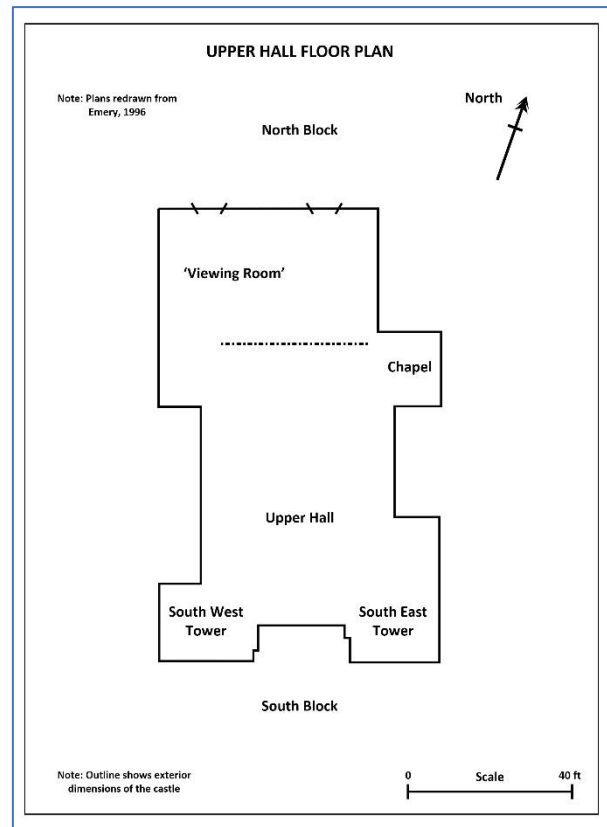 UPPER HALL FLOOR PLAN
Note: Plans redrawn from
Emery, 1996
North
North Block
‘Viewing Room’
Chapel
Upper Hall
South West
Tower
South East
Tower
South Block
Note: Outline shows exterior
dimensions of the castle
0 Scale 40 ft